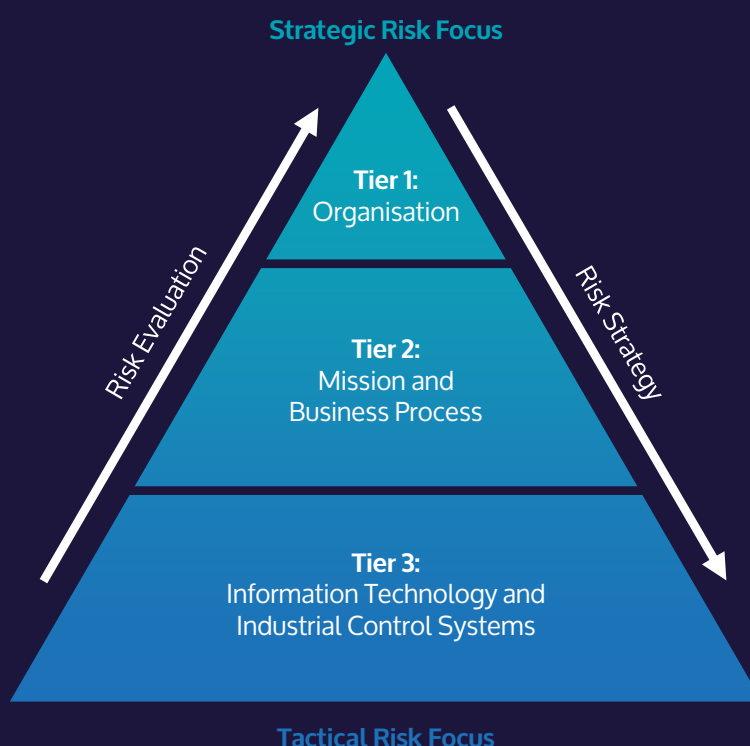 Strategic Risk Focus
Tier 1:
Organisation
Risk Evaluation
Risk Strategy
Tier 2:
Mission and
Business Process
Tier 3:
Information Technology and
Industrial Control Systems
Tactical Risk Focus